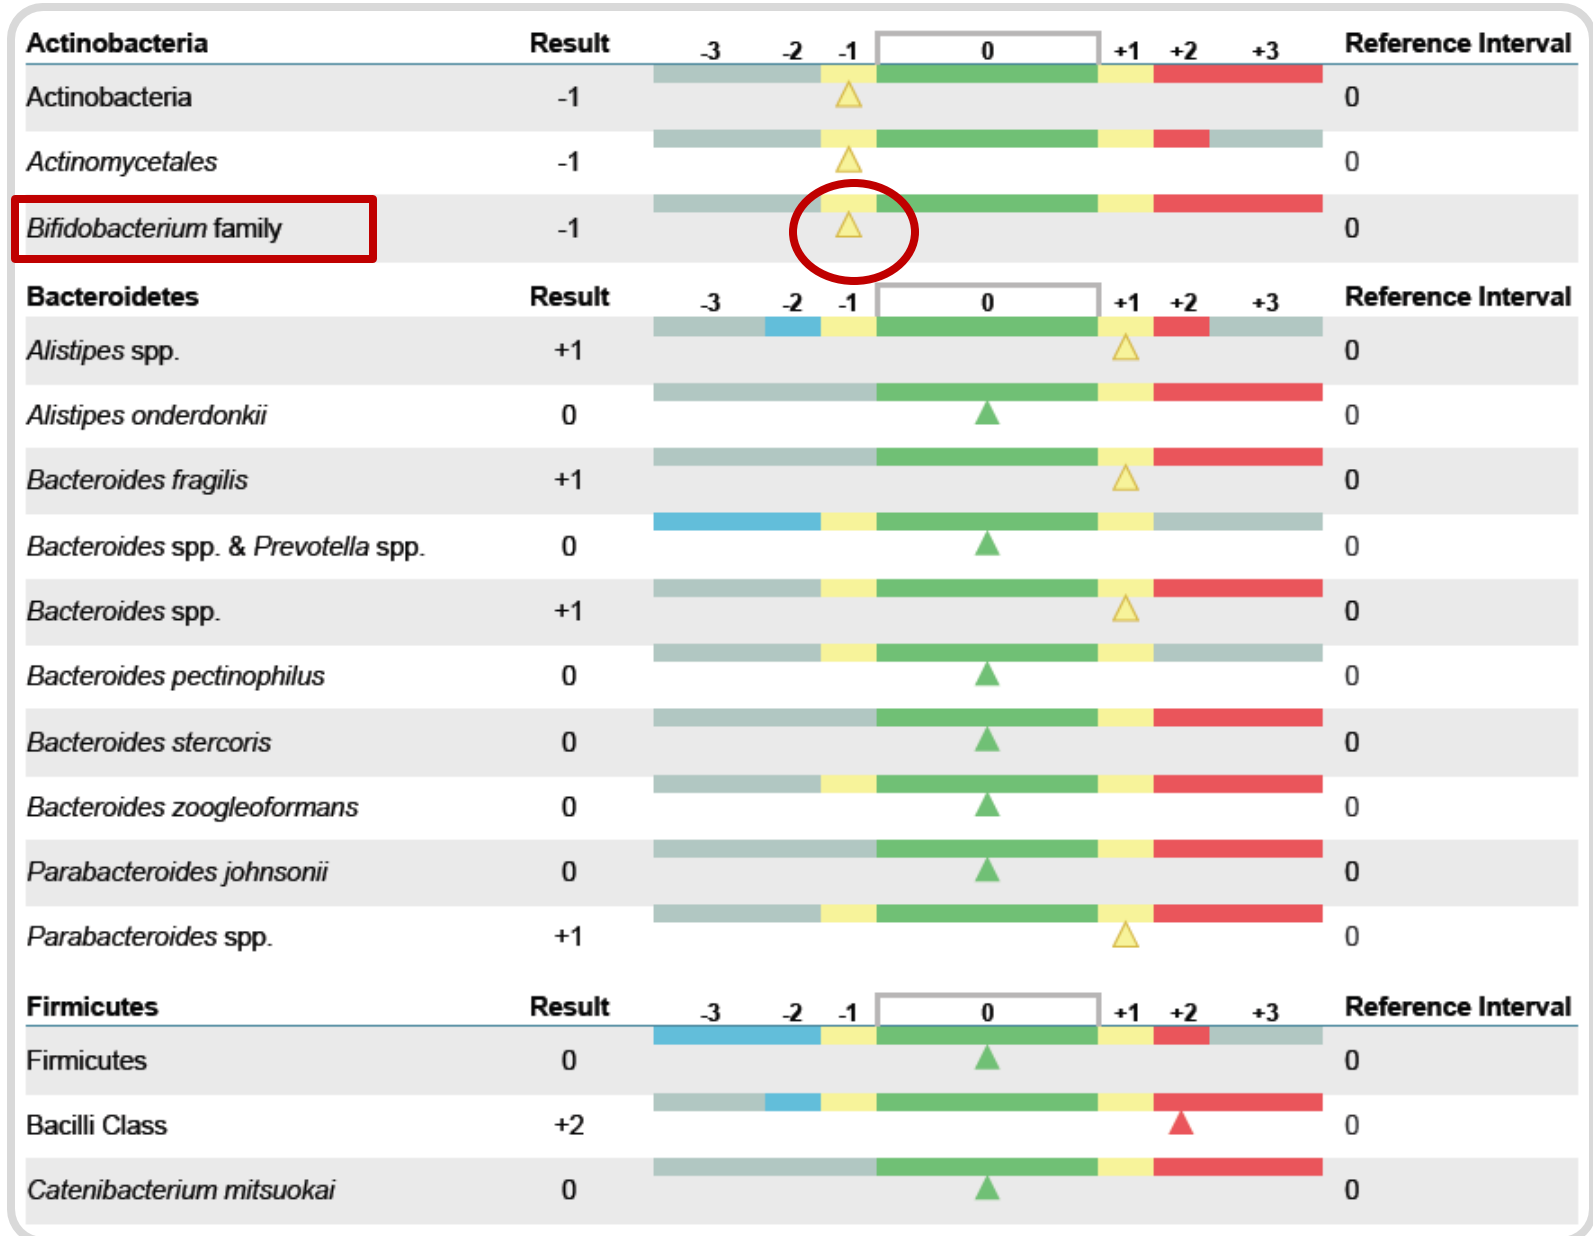 Actinobacteria Result -3 -2 -1 0 +1 +2 +3 Reference Interval
Actinobacteria -1 0
Actinomycetales -1 0
Bifidobacterium family -1 0
Bacteroidetes Result -3 -2 -1 0 +1 +2 +3 Reference Interval
Alistipes spp. +1 0
Alistipes onderdonkii 0 0
Bacteroides fragilis +1 0
Bacteroides spp. & Prevotella spp. 0 0
Bacteroides spp. +1 0
Bacteroides pectinophilus 0 0
Bacteroides stercoris 0 0
Bacteroides zoogleoformans 0 0
Parabacteroides johnsonii 0 0
Parabacteroides spp. +1 0
Firmicutes Result -3 -2 -1 0 +1 +2 +3 Reference Interval
Firmicutes 0 0
Bacilli Class +2 0
Catenibacterium mitsuokai 0 0